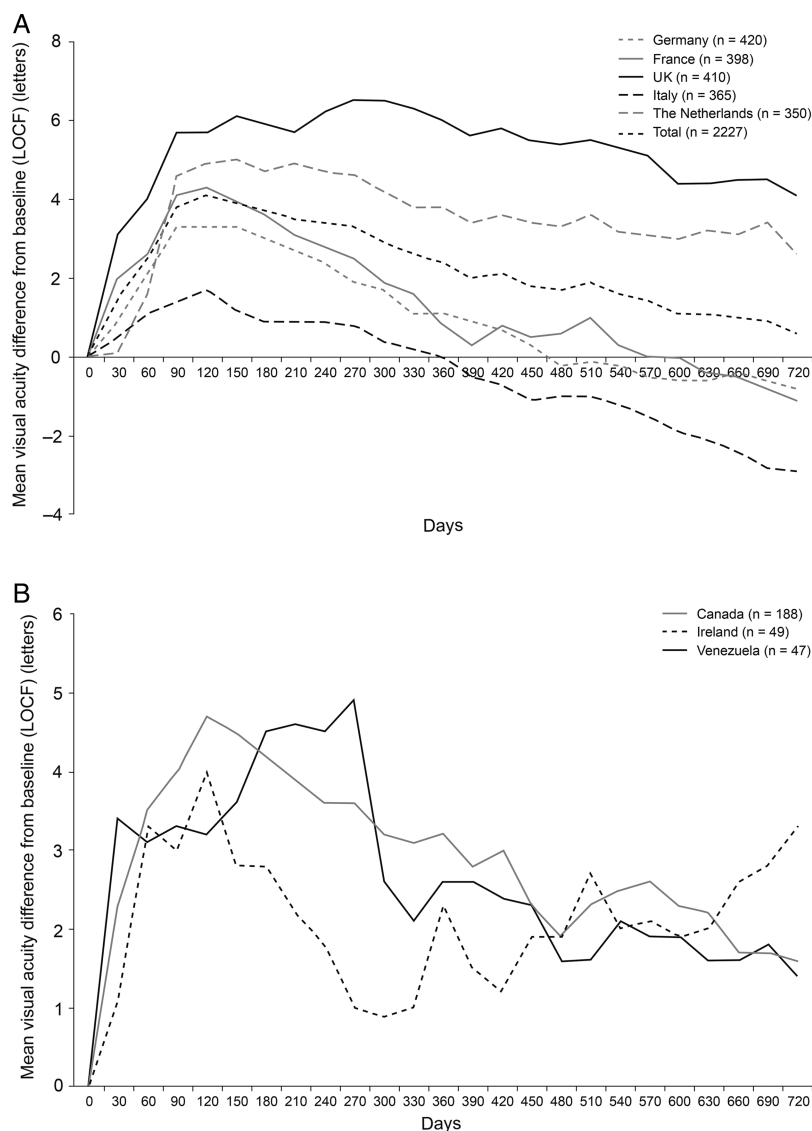 A
Mean visual acuity difference from baseline (LOCF) (letters)
8
6
4
2
0
–2
–4
Germany (n = 420)
France (n = 398)
UK (n = 410)
Italy (n = 365)
The Netherlands (n = 350)
Total (n = 2227)
0 30 60 90 120 150 180 210 240 270 300 330 360 390 420 450 480 510 540 570 600 630 660 690 720
Days
B
Mean visual acuity difference from baseline (LOCF) (letters)
6
5
4
3
2
1
0
Canada (n = 188)
Ireland (n = 49)
Venezuela (n = 47)
0 30 60 90 120 150 180 210 240 270 300 330 360 390 420 450 480 510 540 570 600 630 660 690 720
Days